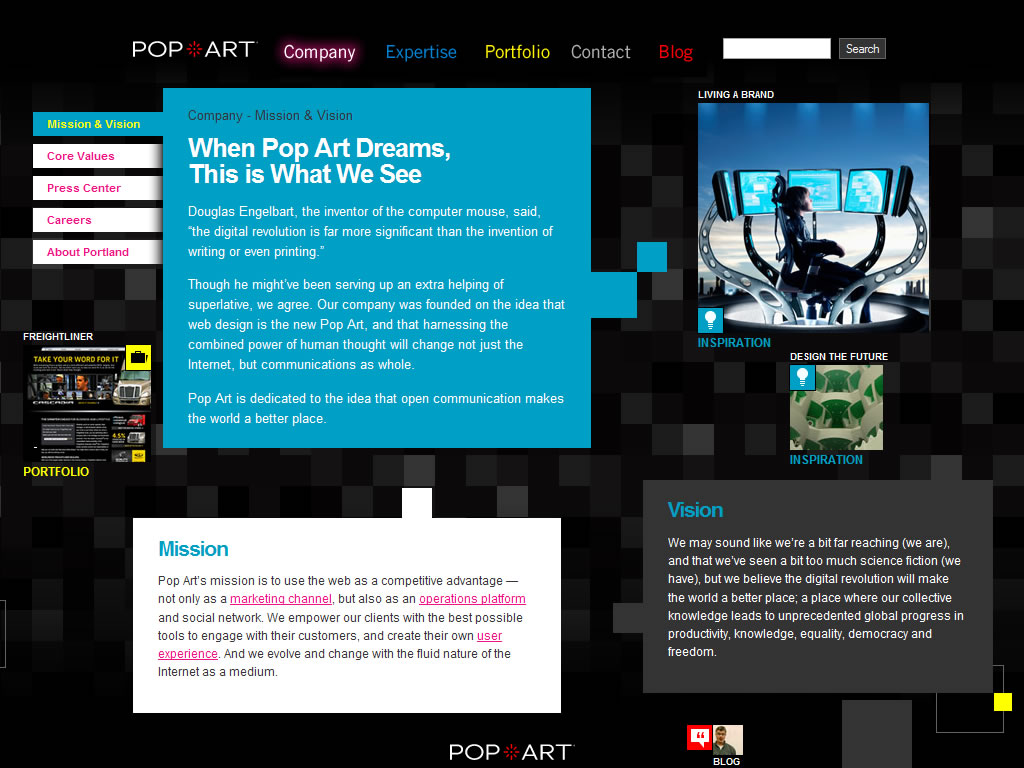 POP ART
Company
Expertise
Portfolio
Contact
Blog
Search
Mission & Vision
Core Values
Press Center
Careers
About Portland
Company - Mission & Vision
When Pop Art Dreams,
This is What We See
Douglas Engelbart, the inventor of the computer mouse, said,
“the digital revolution is far more significant than the invention of
writing or even printing.”
Though he might’ve been serving up an extra helping of
superlative, we agree. Our company was founded on the idea that
web design is the new Pop Art, and that harnessing the
combined power of human thought will change not just the
Internet, but communications as whole.
Pop Art is dedicated to the idea that open communication makes
the world a better place.
LIVING A BRAND
INSPIRATION
FREIGHTLINER
TAKE YOUR WORD FOR IT
CASCADIA
4.5%
PORTFOLIO
DESIGN THE FUTURE
INSPIRATION
Mission
Pop Art’s mission is to use the web as a competitive advantage —
not only as a marketing channel, but also as an operations platform
and social network. We empower our clients with the best possible
tools to engage with their customers, and create their own user
experience. And we evolve and change with the fluid nature of the
Internet as a medium.
Vision
We may sound like we’re a bit far reaching (we are),
and that we’ve seen a bit too much science fiction (we
have), but we believe the digital revolution will make
the world a better place; a place where our collective
knowledge leads to unprecedented global progress in
productivity, knowledge, equality, democracy and
freedom.
POP ART
BLOG